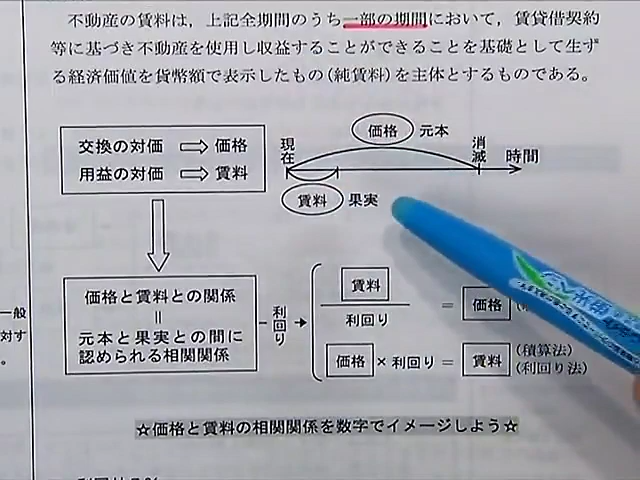 不動産の賃料は，上記全期間のうち一部の期間において，賃貸借契約
等に基づき不動産を使用し収益することができることを基礎として生ず
る経済価値を貨幣額で表示したもの(純賃料)を主体とするものである。
交換の対価 ⇨ 価格
用益の対価 ⇨ 賃料
価格 元本
現在
消滅
時間
賃料 果実
価格と賃料との関係
＝
元本と果実との間に
認められる相関関係
利回り
賃料
利回り
＝ 価格
価格 × 利回り ＝ 賃料
(積算法)
(利回り法)
一般
対す
。
☆価格と賃料の相関関係を数字でイメージしよう☆